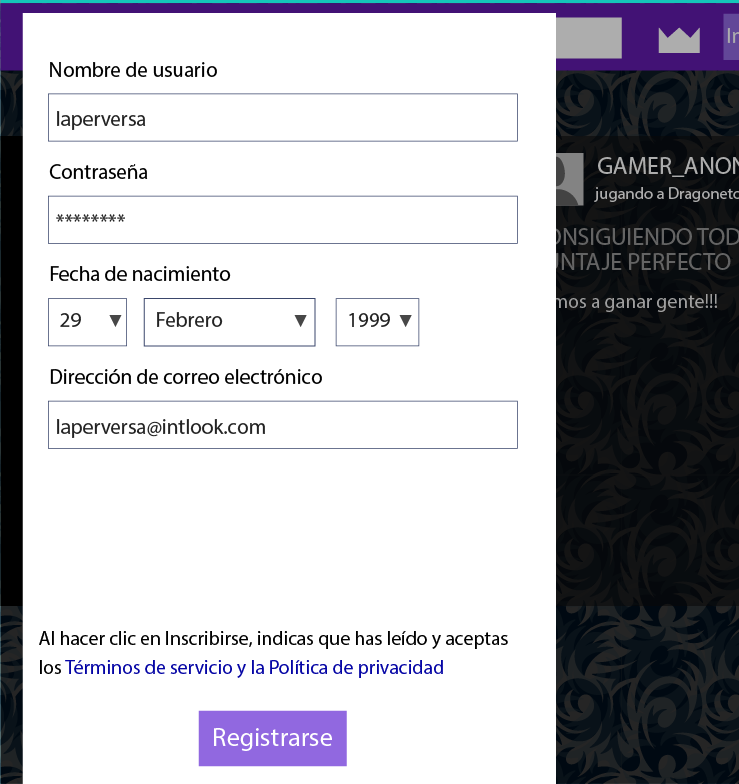 Nombre de usuario
laperversa
Contraseña
********
Fecha de nacimiento
29 ▼ Febrero ▼ 1999 ▼
Dirección de correo electrónico
laperversa@intlook.com
Al hacer clic en Inscribirse, indicas que has leído y aceptas
los Términos de servicio y la Política de privacidad
Registrarse
GAMER_ANON
jugando a Dragoneto
ONSIGUIENDO TOD
UNTAJE PERFECTO
mos a ganar gente!!!